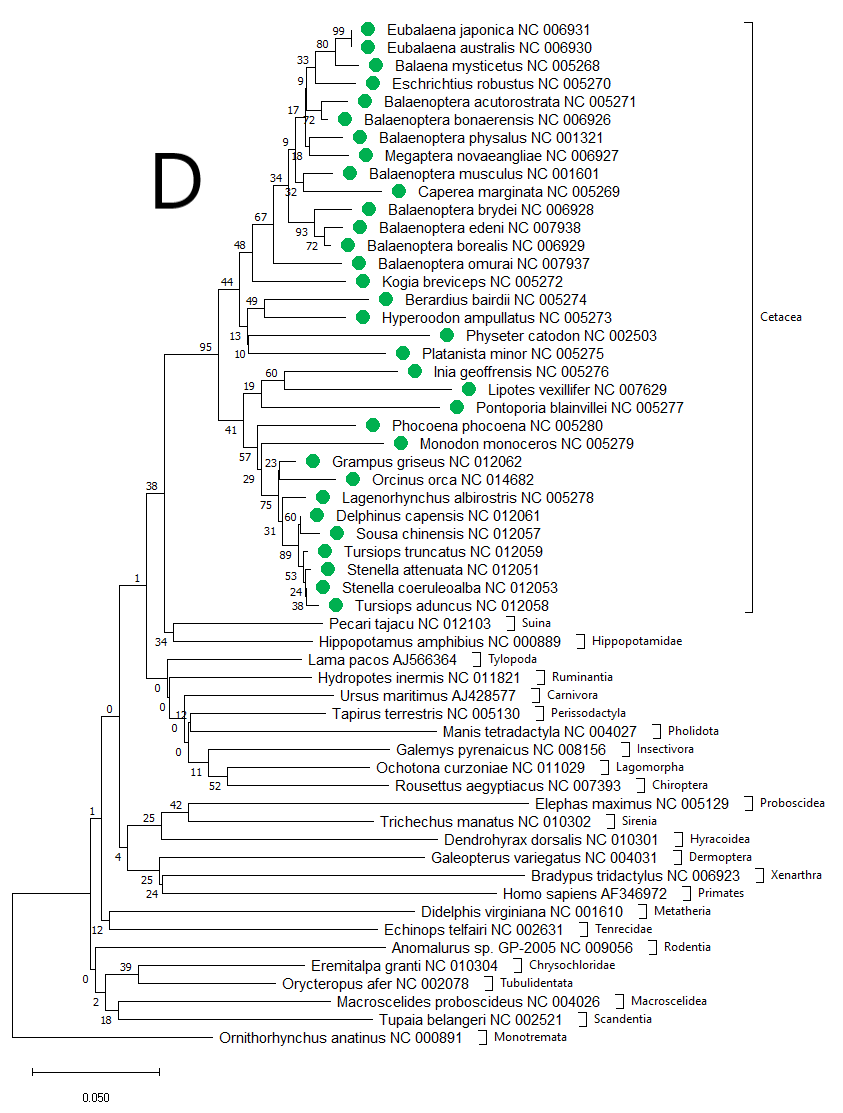 D
99
Eubalaena japonica NC 006931
80
Eubalaena australis NC 006930
33
Balaena mysticetus NC 005268
9
Eschrichtius robustus NC 005270
17
Balaenoptera acutorostrata NC 005271
72
Balaenoptera bonaerensis NC 006926
9
Balaenoptera physalus NC 001321
18
Megaptera novaeangliae NC 006927
34
Balaenoptera musculus NC 001601
32
Caperea marginata NC 005269
67
Balaenoptera brydei NC 006928
93
Balaenoptera edeni NC 007938
72
Balaenoptera borealis NC 006929
48
Balaenoptera omurai NC 007937
44
Kogia breviceps NC 005272
49
Berardius bairdii NC 005274
Hyperoodon ampullatus NC 005273
Cetacea
13
Physeter catodon NC 002503
95
10
Platanista minor NC 005275
60
Inia geoffrensis NC 005276
19
Lipotes vexillifer NC 007629
Pontoporia blainvillei NC 005277
41
Phocoena phocoena NC 005280
57
Monodon monoceros NC 005279
23
Grampus griseus NC 012062
29
Orcinus orca NC 014682
38
75
Lagenorhynchus albirostris NC 005278
60
Delphinus capensis NC 012061
31
Sousa chinensis NC 012057
89
Tursiops truncatus NC 012059
53
Stenella attenuata NC 012051
1
24
Stenella coeruleoalba NC 012053
38
Tursiops aduncus NC 012058
Pecari tajacu NC 012103 Suina
34
Hippopotamus amphibius NC 000889 Hippopotamidae
Lama pacos AJ566364 Tylopoda
0
Hydropotes inermis NC 011821 Ruminantia
0
Ursus maritimus AJ428577 Carnivora
0
12
Tapirus terrestris NC 005130 Perissodactyla
0
Manis tetradactyla NC 004027 Pholidota
0
Galemys pyrenaicus NC 008156 Insectivora
11
Ochotona curzoniae NC 011029 Lagomorpha
52
Rousettus aegyptiacus NC 007393 Chiroptera
42
Elephas maximus NC 005129 Proboscidea
1
25
Trichechus manatus NC 010302 Sirenia
Dendrohyrax dorsalis NC 010301 Hyracoidea
4
Galeopterus variegatus NC 004031 Dermoptera
25
Bradypus tridactylus NC 006923 Xenarthra
24
Homo sapiens AF346972 Primates
Didelphis virginiana NC 001610 Metatheria
12
Echinops telfairi NC 002631 Tenrecidae
Anomalurus sp. GP-2005 NC 009056 Rodentia
0
39
Eremitalpa granti NC 010304 Chrysochloridae
Orycteropus afer NC 002078 Tubulidentata
2
Macroscelides proboscideus NC 004026 Macroscelidea
18
Tupaia belangeri NC 002521 Scandentia
Ornithorhynchus anatinus NC 000891 Monotremata
0.050